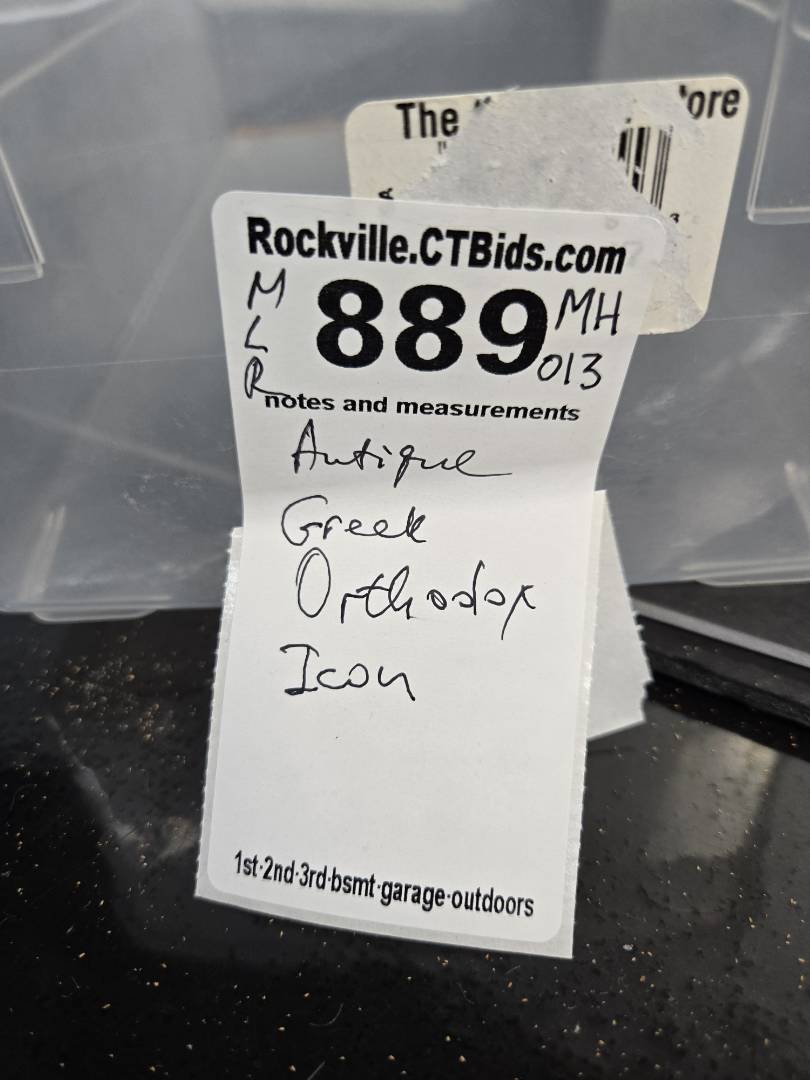 The
ore
Rockville.CTBids.com
M
L
R
889
MH
013
notes and measurements
Antique
Greek
Orthodox
Icon
1st·2nd·3rd·bsmt·garage·outdoors